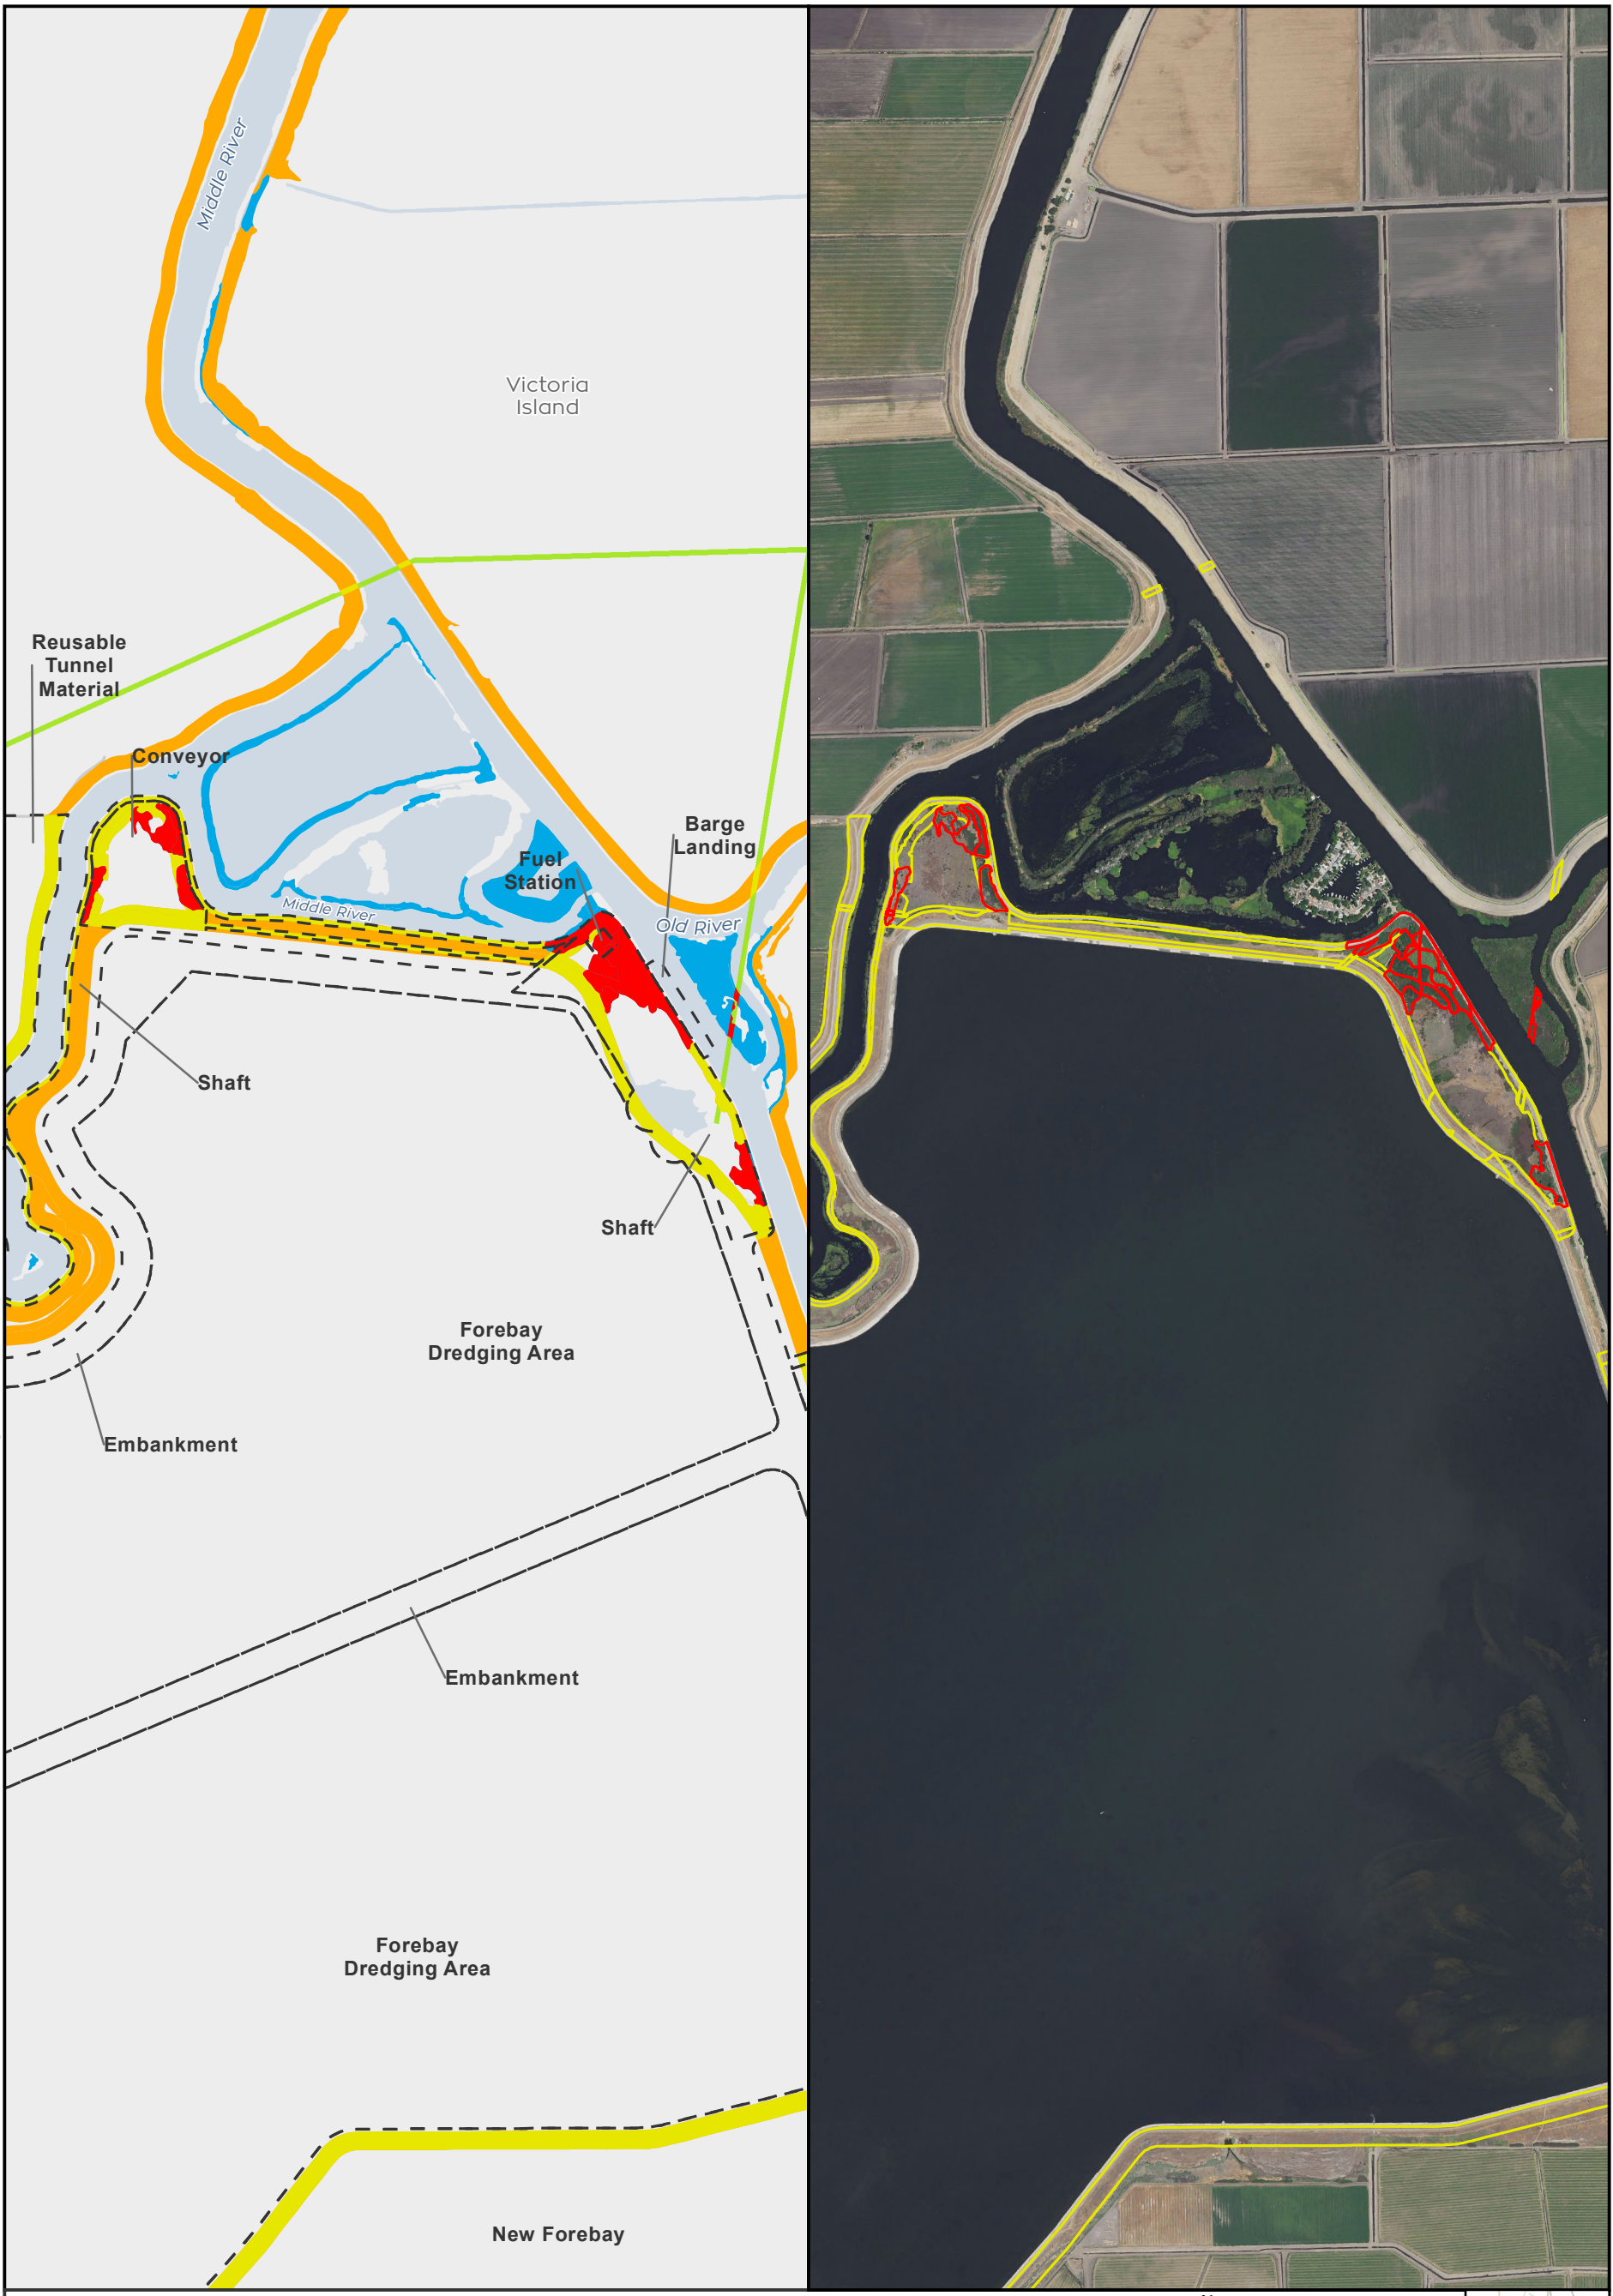 Middle River
Victoria
Island
Reusable
Tunnel
Material
Conveyor
Barge
Landing
Fuel
Station
Middle River
Old River
Shaft
Shaft
Forebay
Dredging Area
Embankment
Embankment
Forebay
Dredging Area
New Forebay